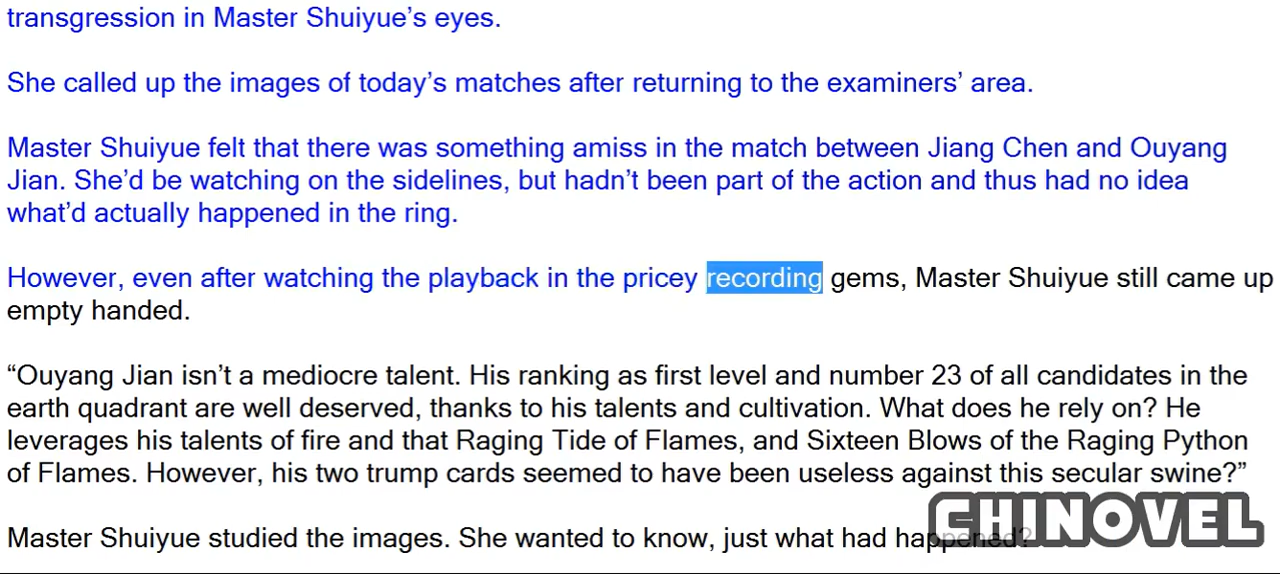 transgression in Master Shuiyue’s eyes.
She called up the images of today’s matches after returning to the examiners’ area.
Master Shuiyue felt that there was something amiss in the match between Jiang Chen and Ouyang
Jian. She’d be watching on the sidelines, but hadn’t been part of the action and thus had no idea
what’d actually happened in the ring.
However, even after watching the playback in the pricey recording gems, Master Shuiyue still came up
empty handed.
“Ouyang Jian isn’t a mediocre talent. His ranking as first level and number 23 of all candidates in the
earth quadrant are well deserved, thanks to his talents and cultivation. What does he rely on? He
leverages his talents of fire and that Raging Tide of Flames, and Sixteen Blows of the Raging Python
of Flames. However, his two trump cards seemed to have been useless against this secular swine?”
Master Shuiyue studied the images. She wanted to know, just what had happened?
CHINOVEL